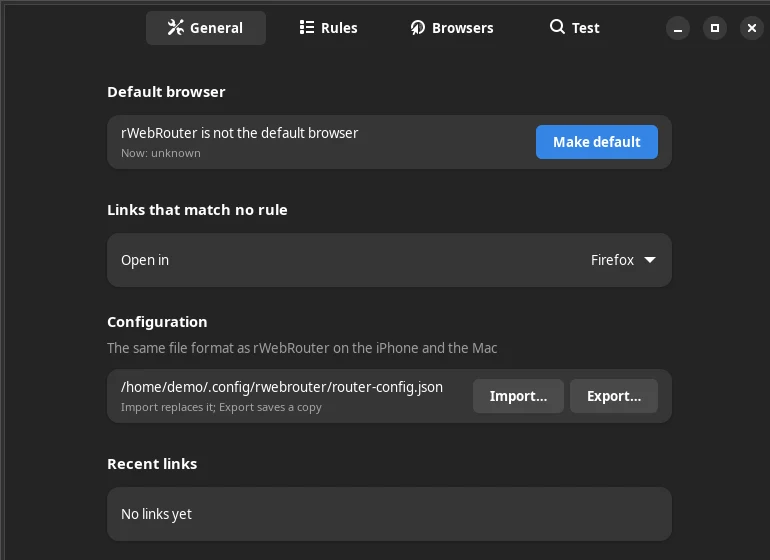 General
Rules
Browsers
Test
Default browser
rWebRouter is not the default browser
Now: unknown
Make default
Links that match no rule
Open in
Firefox
Configuration
The same file format as rWebRouter on the iPhone and the Mac
/home/demo/.config/rwebrouter/router-config.json
Import replaces it; Export saves a copy
Import...
Export...
Recent links
No links yet